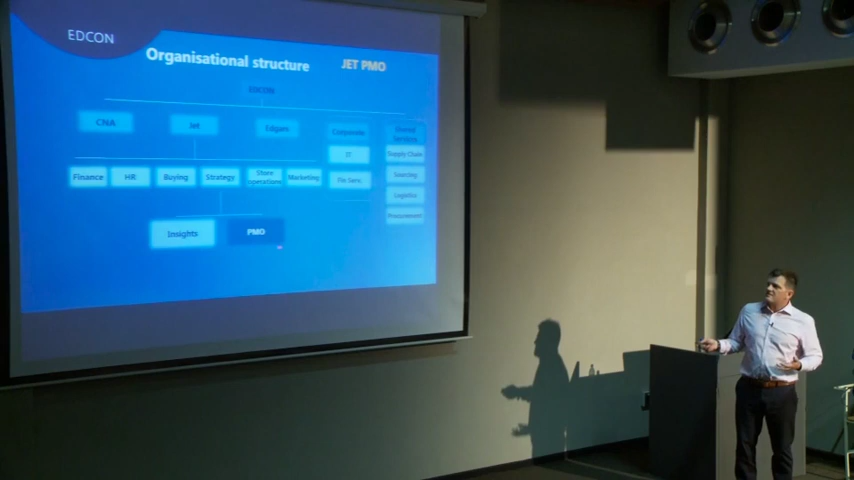 EDCON
Organisational structure
JET PMO
EDCON
CNA
Jet
Edgars
Corporate
Shared
Services
IT
Supply Chain
Finance
HR
Buying
Strategy
Store
operations
Marketing
Sourcing
Logistics
Procurement
Insights
PMO